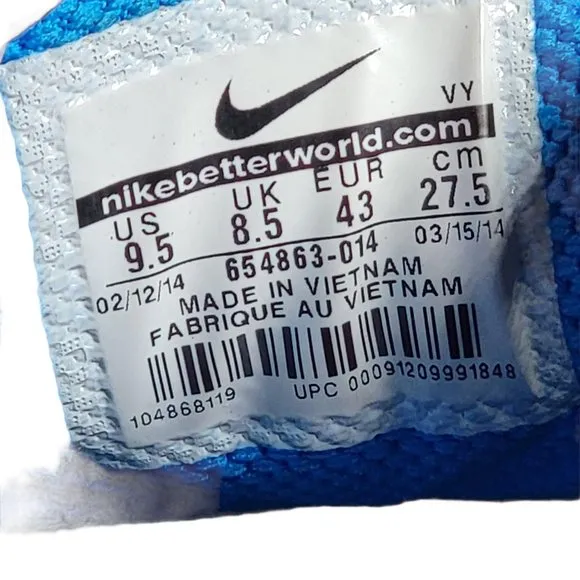 VY
nikebetterworld.com
US UK EUR cm
9.5 8.5 43 27.5
02/12/14 654863-014 03/15/14
MADE IN VIETNAM
FABRIQUE AU VIETNAM
104868119 UPC 00091209991848